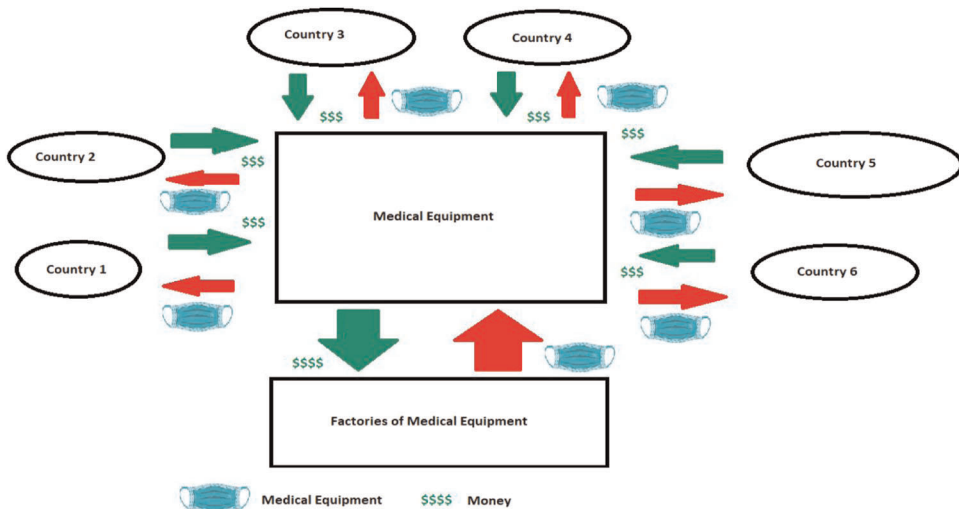 Country 3
Country 4
$$$
$$$
$$$
Country 2
$$$
Country 5
Medical Equipment
$$$
Country 1
$$$
Country 6
$$$$
Factories of Medical Equipment
Medical Equipment
$$$$
Money